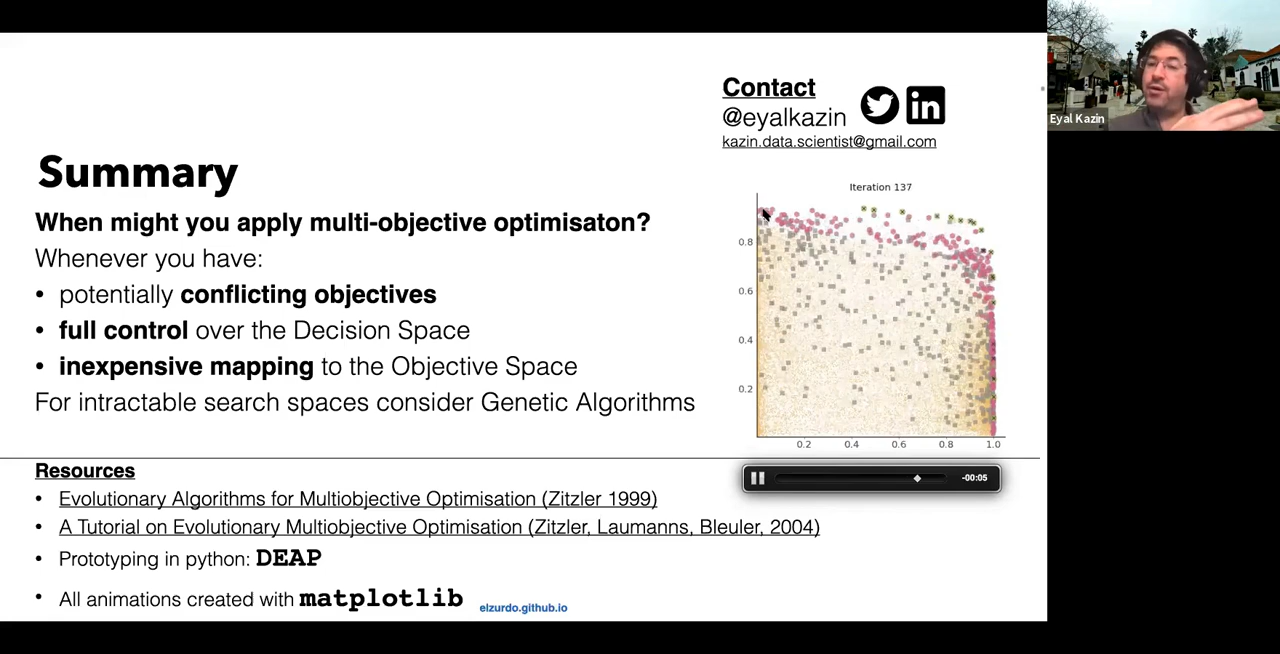 Contact
@eyalkazin
in
kazin.data.scientist@gmail.com
Eyal Kazin
Summary
When might you apply multi-objective optimisaton?
Whenever you have:
• potentially conflicting objectives
• full control over the Decision Space
• inexpensive mapping to the Objective Space
For intractable search spaces consider Genetic Algorithms
Iteration 137
0.8
0.6
0.4
0.2
0.2 0.4 0.6 0.8 1.0
-00:05
Resources
• Evolutionary Algorithms for Multiobjective Optimisation (Zitzler 1999)
• A Tutorial on Evolutionary Multiobjective Optimisation (Zitzler, Laumanns, Bleuler, 2004)
• Prototyping in python: DEAP
• All animations created with matplotlib
elzurdo.github.io